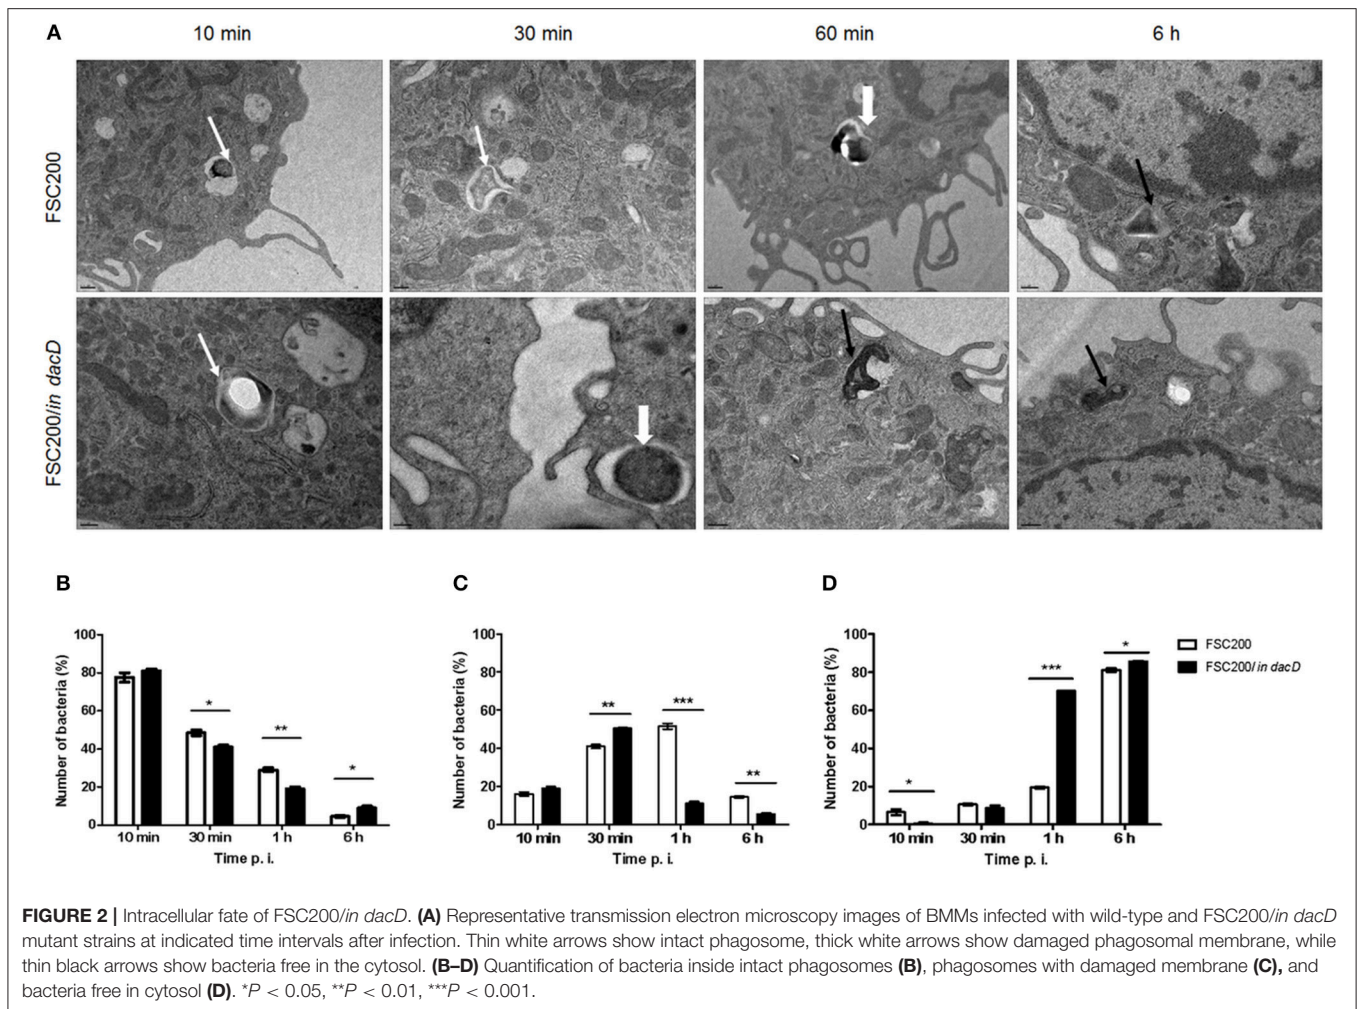 A
10 min
30 min
60 min
6 h
FSC200
FSC200/in dacD
B
Number of bacteria (%)
100
80
60
40
20
0
*
**
*
10 min
30 min
1 h
6 h
Time p. i.
C
Number of bacteria (%)
100
80
60
40
20
0
**
***
**
10 min
30 min
1 h
6 h
Time p. i.
D
Number of bacteria (%)
100
80
60
40
20
0
*
***
*
10 min
30 min
1 h
6 h
Time p. i.
FSC200
FSC200/in dacD
FIGURE 2 | Intracellular fate of FSC200/in dacD. (A) Representative transmission electron microscopy images of BMMs infected with wild-type and FSC200/in dacD
mutant strains at indicated time intervals after infection. Thin white arrows show intact phagosome, thick white arrows show damaged phagosomal membrane, while
thin black arrows show bacteria free in the cytosol. (B–D) Quantification of bacteria inside intact phagosomes (B), phagosomes with damaged membrane (C), and
bacteria free in cytosol (D). *P < 0.05, **P < 0.01, ***P < 0.001.